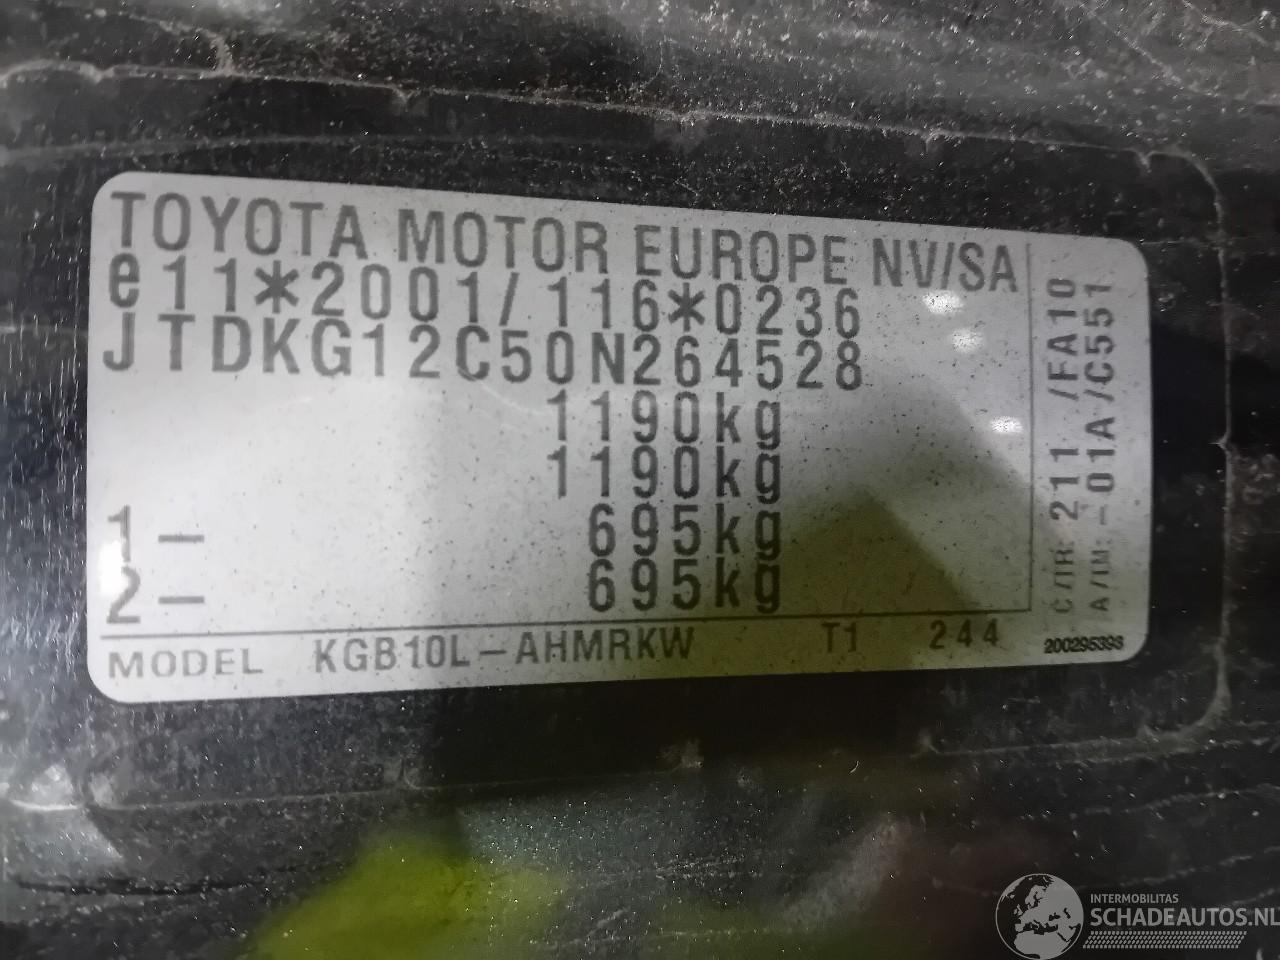 TOYOTA MOTOR EUROPE NV/SA
e11*2001/116*0236
JTDKG12C50N264528
1190kg
1190kg
1- 695kg
2- 695kg
MODEL KGB10L-AHMRKW T1 244
C/TR: 211 /FA10
A/TM: -01A /C551
200295393
INTERMOBILITAS
SCHADEAUTOS.NL